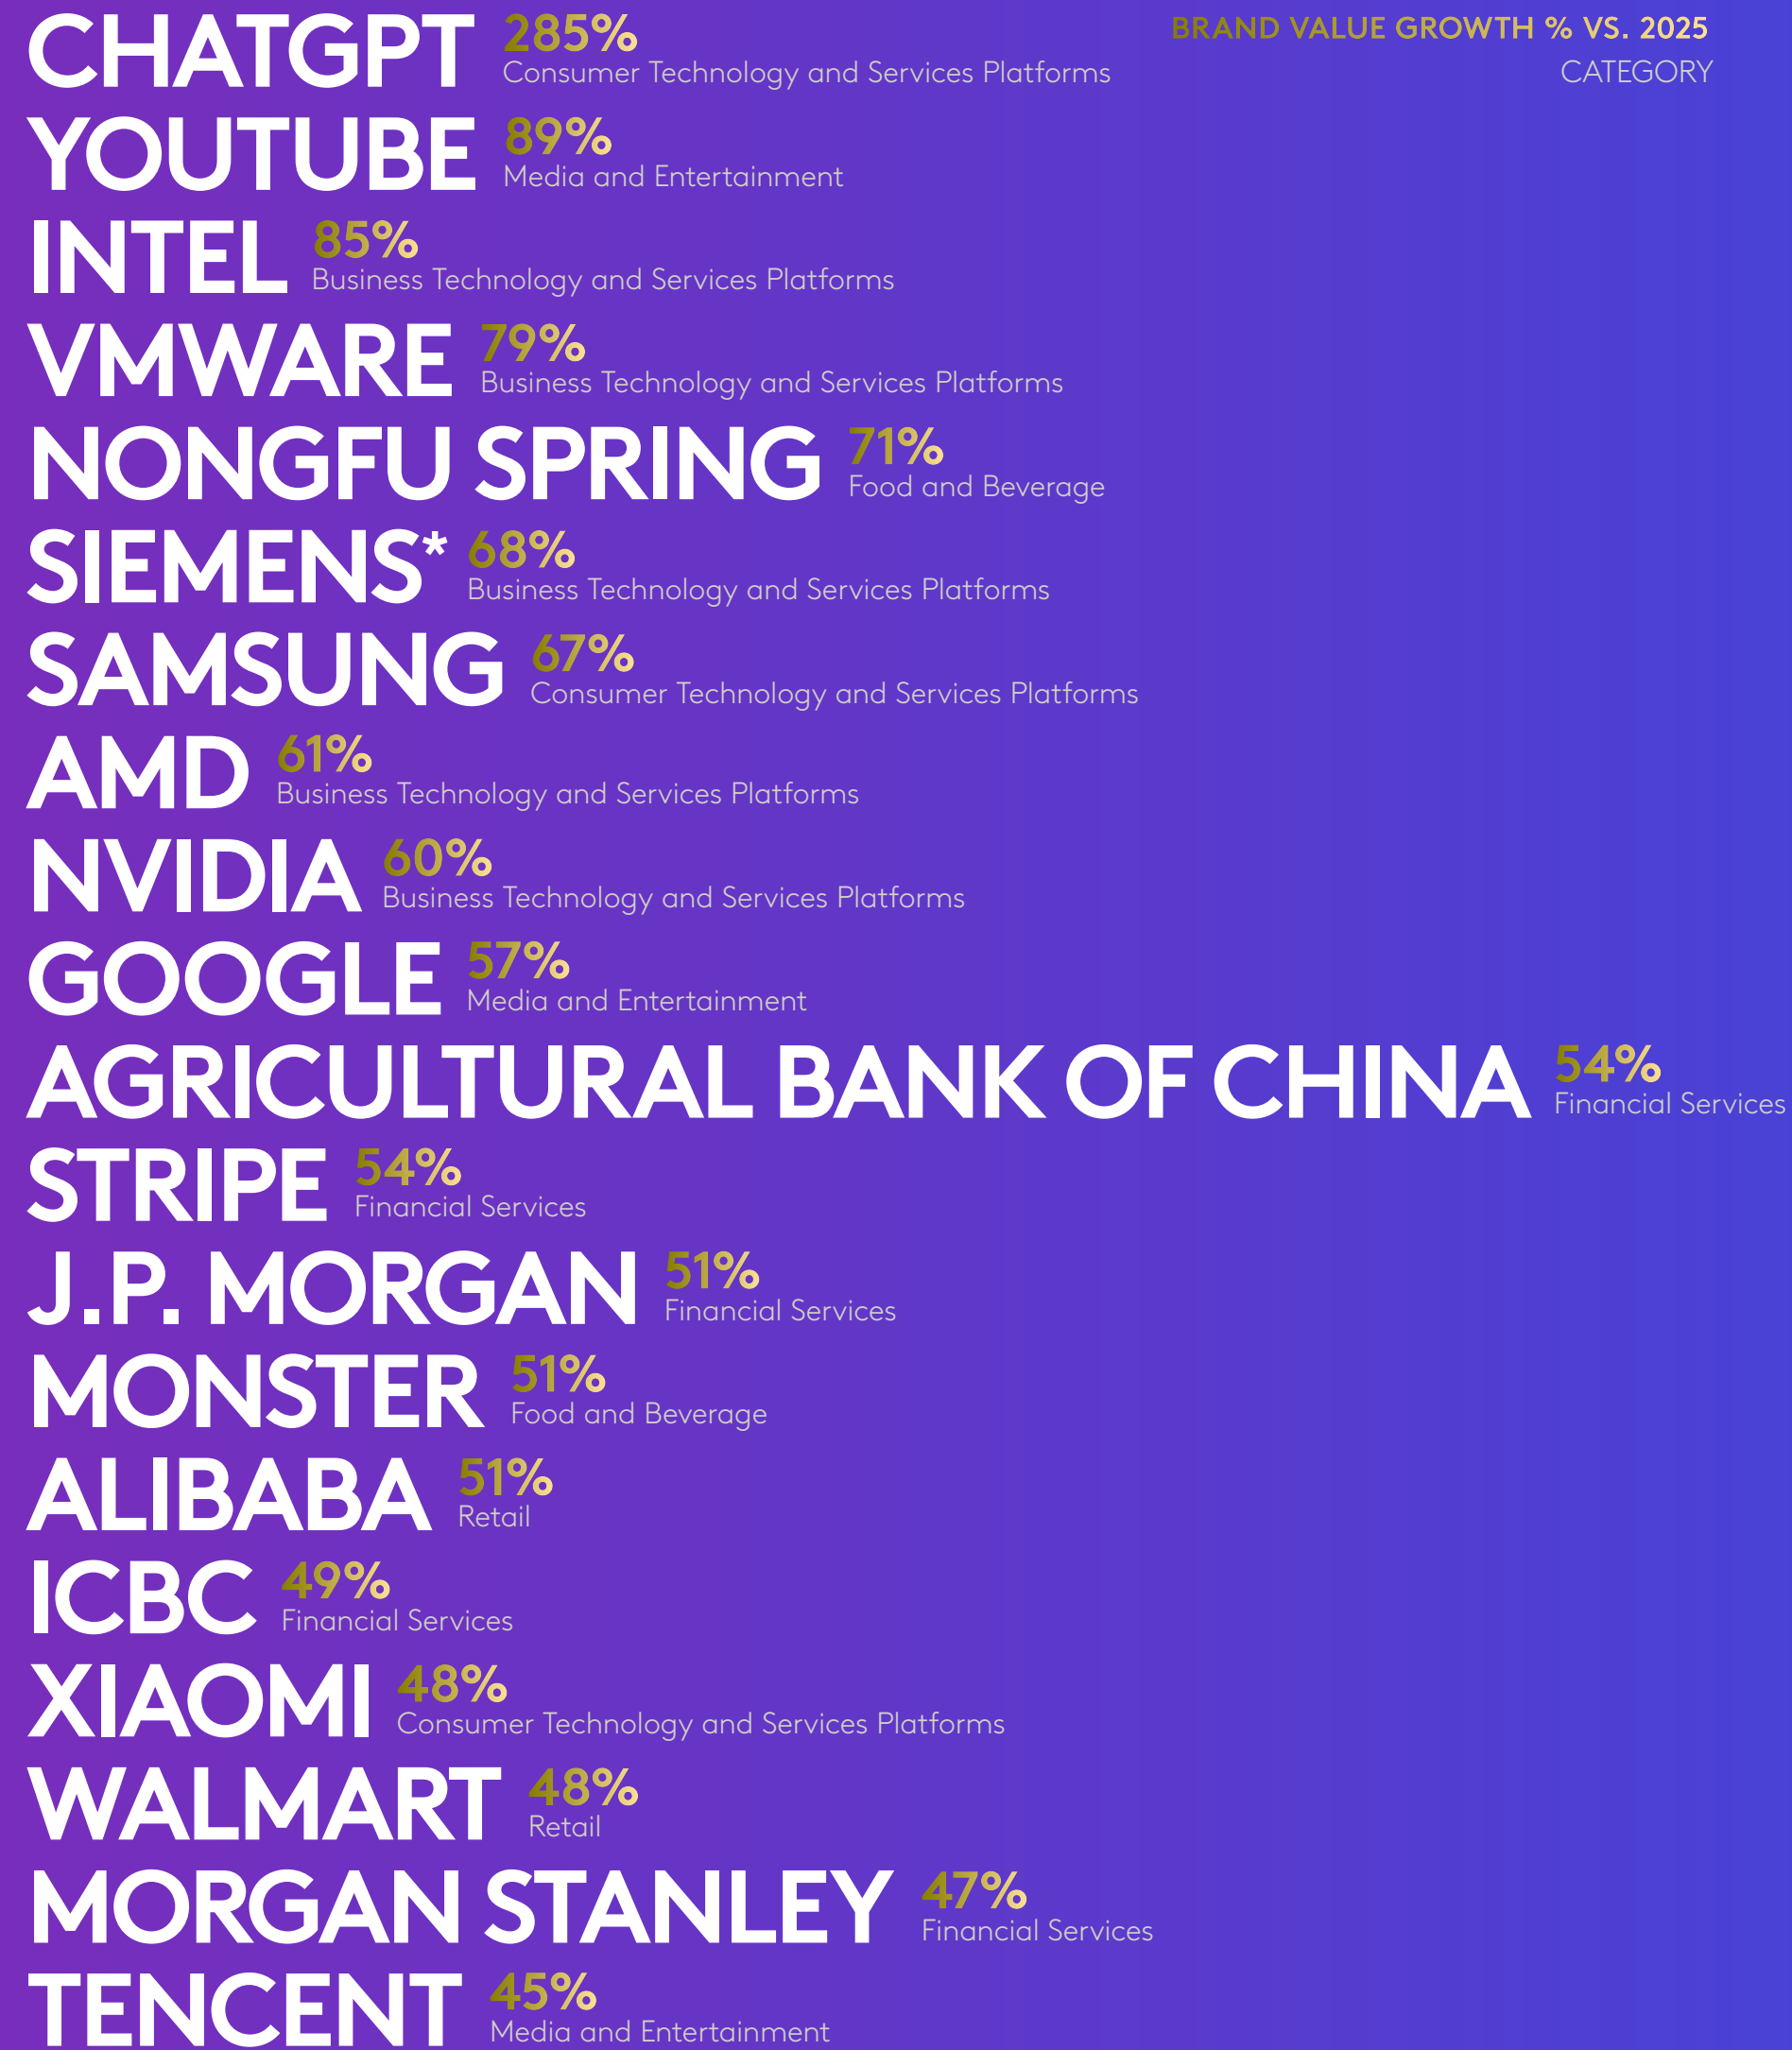 CHATGPT
285%
Consumer Technology and Services Platforms
BRAND VALUE GROWTH % VS. 2025
CATEGORY
YOUTUBE
89%
Media and Entertainment
INTEL
85%
Business Technology and Services Platforms
VMWARE
79%
Business Technology and Services Platforms
NONGFU SPRING
71%
Food and Beverage
SIEMENS*
68%
Business Technology and Services Platforms
SAMSUNG
67%
Consumer Technology and Services Platforms
AMD
61%
Business Technology and Services Platforms
NVIDIA
60%
Business Technology and Services Platforms
GOOGLE
57%
Media and Entertainment
AGRICULTURAL BANK OF CHINA
54%
Financial Services
STRIPE
54%
Financial Services
J.P. MORGAN
51%
Financial Services
MONSTER
51%
Food and Beverage
ALIBABA
51%
Retail
ICBC
49%
Financial Services
XIAOMI
48%
Consumer Technology and Services Platforms
WALMART
48%
Retail
MORGAN STANLEY
47%
Financial Services
TENCENT
45%
Media and Entertainment